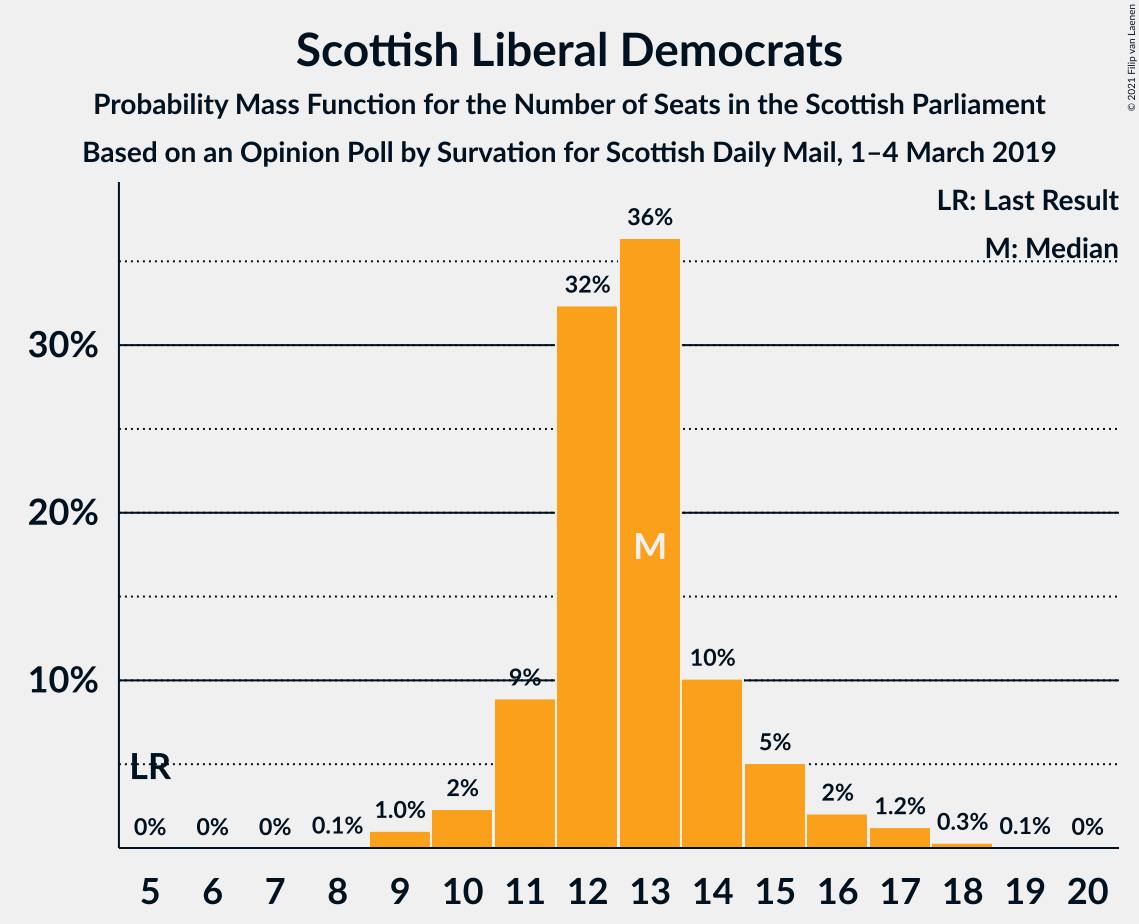 Scottish Liberal Democrats
Probability Mass Function for the Number of Seats in the Scottish Parliament
Based on an Opinion Poll by Survation for Scottish Daily Mail, 1–4 March 2019
© 2021 Filip van Laenen
LR: Last Result
M: Median
30%
20%
10%
LR
0%
0%
0%
0.1%
1.0%
2%
9%
32%
36%
M
10%
5%
2%
1.2%
0.3%
0.1%
0%
5 6 7 8 9 10 11 12 13 14 15 16 17 18 19 20